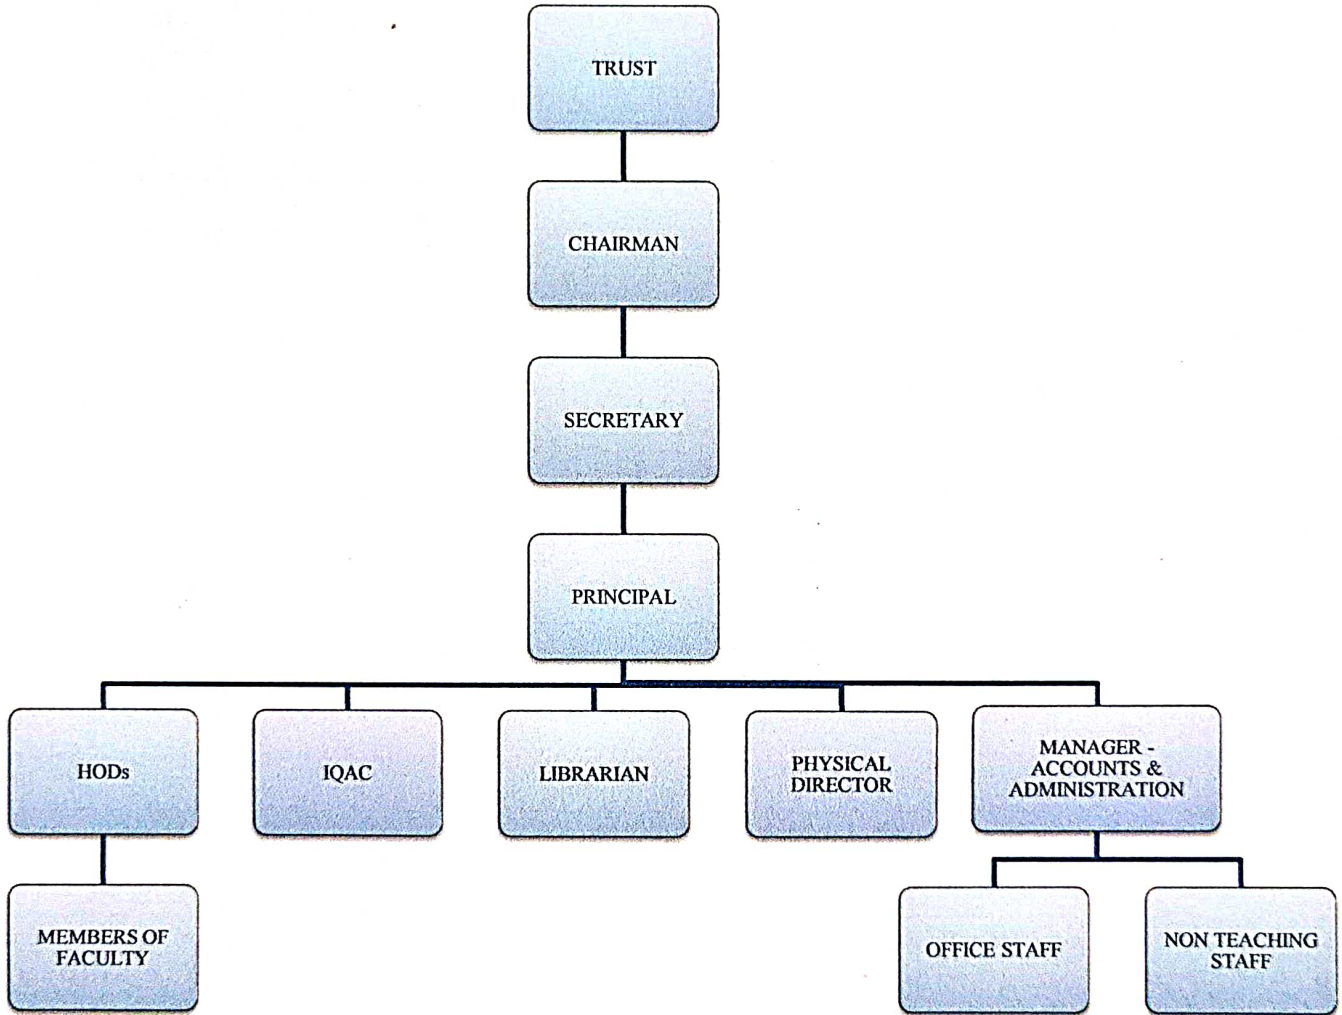 TRUST
CHAIRMAN
SECRETARY
PRINCIPAL
HODs
IQAC
LIBRARIAN
PHYSICAL
DIRECTOR
MANAGER -
ACCOUNTS &
ADMINISTRATION
MEMBERS OF
FACULTY
OFFICE STAFF
NON TEACHING
STAFF